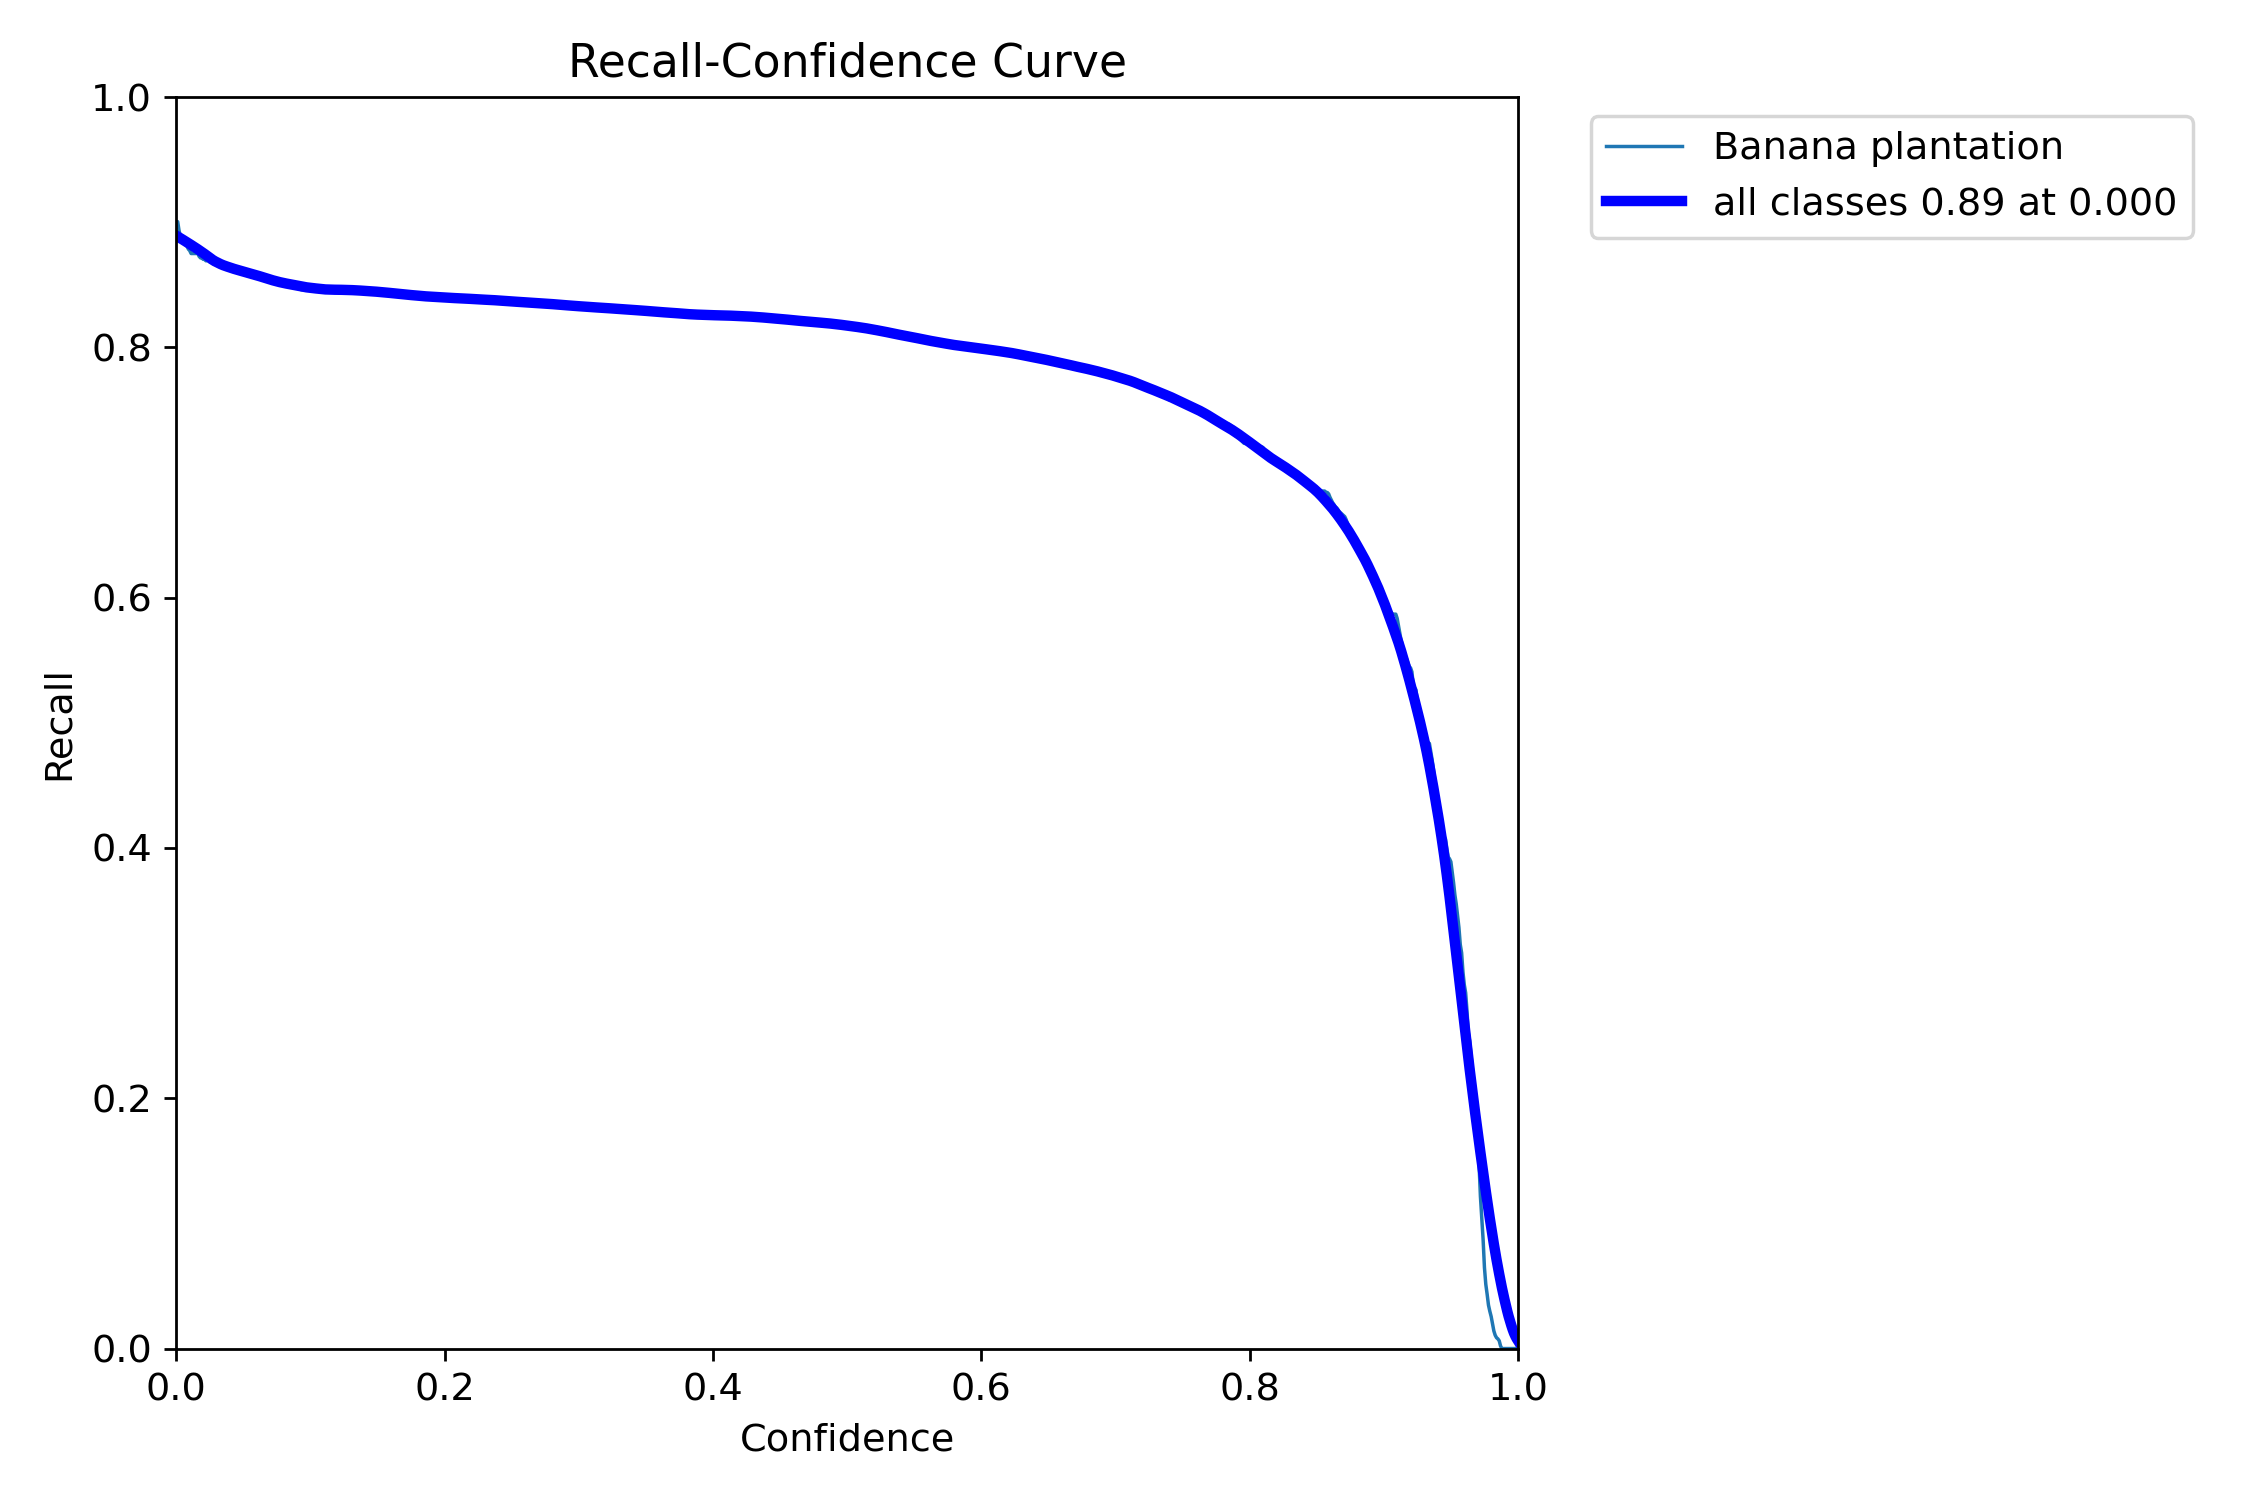 Recall-Confidence Curve
1.0
0.8
0.6
0.4
0.2
0.0
Recall
0.0 0.2 0.4 0.6 0.8 1.0
Confidence
Banana plantation
all classes 0.89 at 0.000